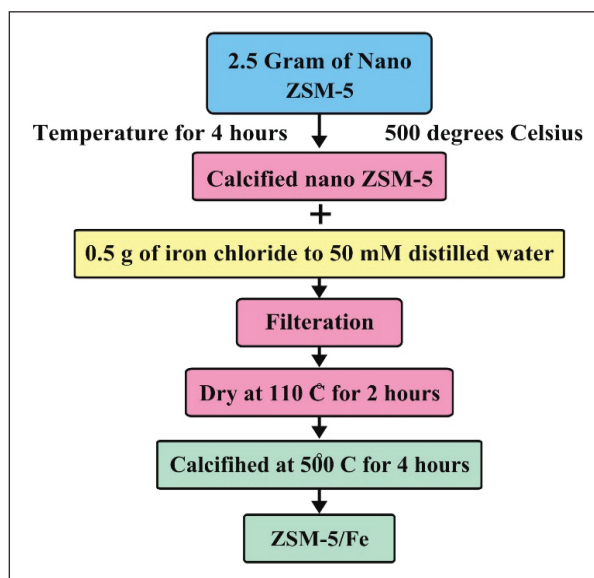 2.5 Gram of Nano
ZSM-5
Temperature for 4 hours 500 degrees Celsius
Calcified nano ZSM-5
+
0.5 g of iron chloride to 50 mM distilled water
Filteration
Dry at 110 C̊ for 2 hours
Calcifihed at 500̊ C for 4 hours
ZSM-5/Fe